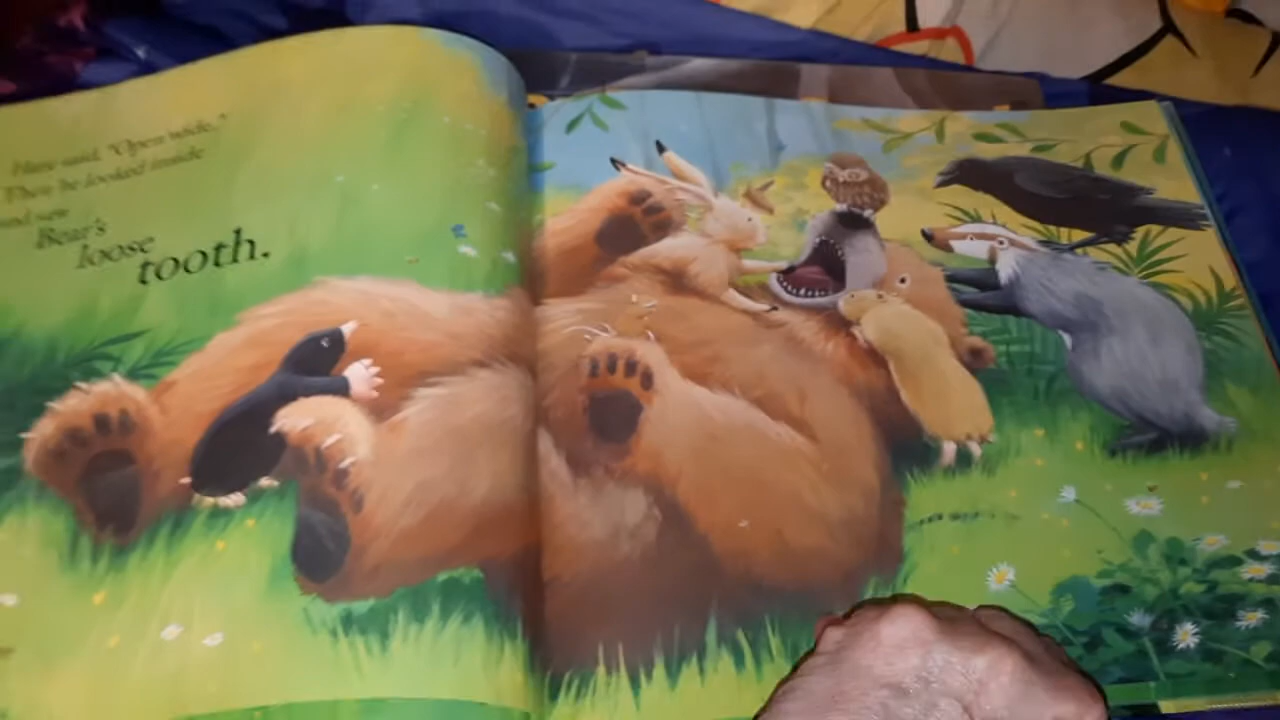 Hare said, "Open wide."
Then he looked inside
and saw
Bear's
loose
tooth.